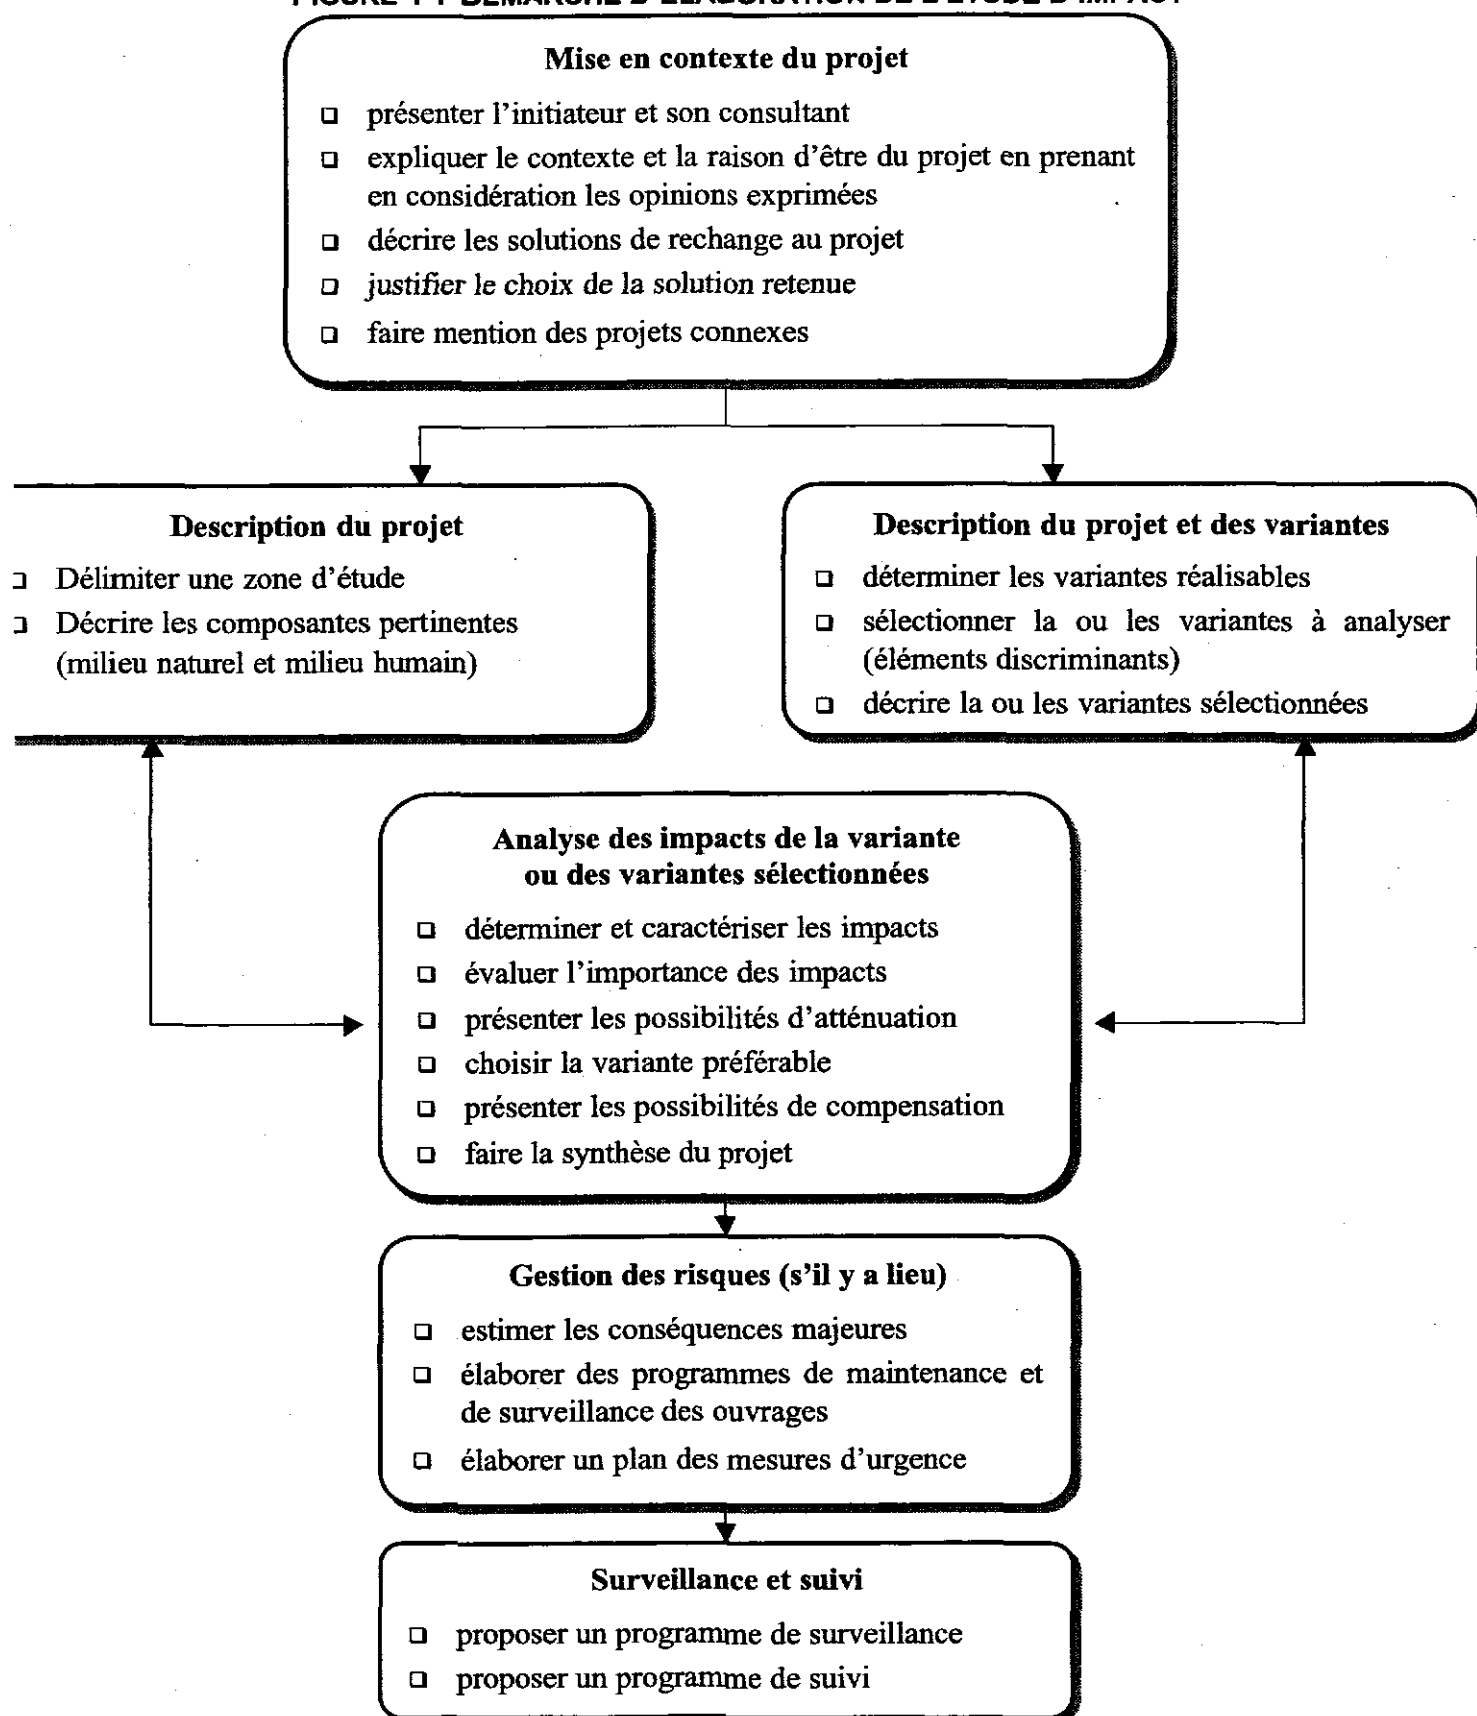 FIGURE 1-1 DÉMARCHE D'ÉLABORATION DE L'ÉTUDE D'IMPACT
Mise en contexte du projet
❑ présenter l'initiateur et son consultant
❑ expliquer le contexte et la raison d'être du projet en prenant
en considération les opinions exprimées
❑ décrire les solutions de rechange au projet
❑ justifier le choix de la solution retenue
❑ faire mention des projets connexes
Description du projet
❑ Délimiter une zone d'étude
❑ Décrire les composantes pertinentes
(milieu naturel et milieu humain)
Description du projet et des variantes
❑ déterminer les variantes réalisables
❑ sélectionner la ou les variantes à analyser
(éléments discriminants)
❑ décrire la ou les variantes sélectionnées
Analyse des impacts de la variante
ou des variantes sélectionnées
❑ déterminer et caractériser les impacts
❑ évaluer l'importance des impacts
❑ présenter les possibilités d'atténuation
❑ choisir la variante préférable
❑ présenter les possibilités de compensation
❑ faire la synthèse du projet
Gestion des risques (s'il y a lieu)
❑ estimer les conséquences majeures
❑ élaborer des programmes de maintenance et
de surveillance des ouvrages
❑ élaborer un plan des mesures d'urgence
Surveillance et suivi
❑ proposer un programme de surveillance
❑ proposer un programme de suivi